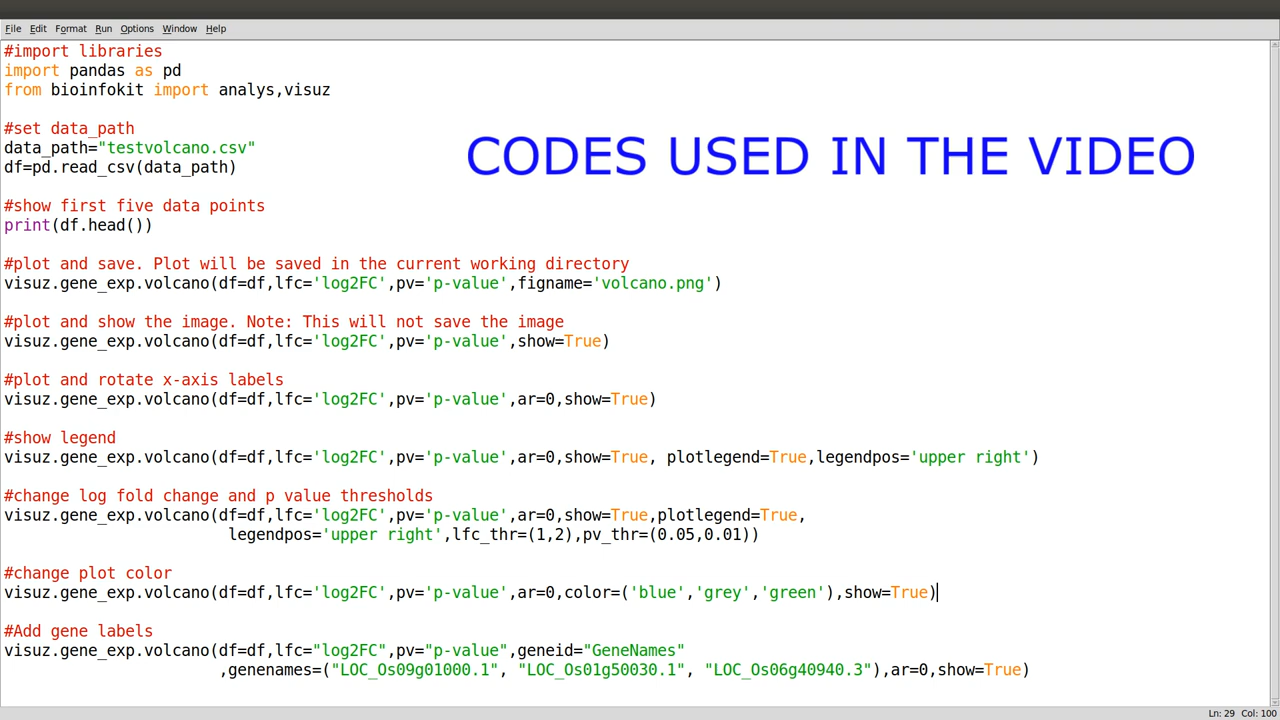 File Edit Format Run Options Window Help
#import libraries
import pandas as pd
from bioinfokit import analys,visuz
#set data_path
data_path="testvolcano.csv"
df=pd.read_csv(data_path)
CODES USED IN THE VIDEO
#show first five data points
print(df.head())
#plot and save. Plot will be saved in the current working directory
visuz.gene_exp.volcano(df=df,lfc='log2FC',pv='p-value',figname='volcano.png')
#plot and show the image. Note: This will not save the image
visuz.gene_exp.volcano(df=df,lfc='log2FC',pv='p-value',show=True)
#plot and rotate x-axis labels
visuz.gene_exp.volcano(df=df,lfc='log2FC',pv='p-value',ar=0,show=True)
#show legend
visuz.gene_exp.volcano(df=df,lfc='log2FC',pv='p-value',ar=0,show=True, plotlegend=True,legendpos='upper right')
#change log fold change and p value thresholds
visuz.gene_exp.volcano(df=df,lfc='log2FC',pv='p-value',ar=0,show=True,plotlegend=True,
legendpos='upper right',lfc_thr=(1,2),pv_thr=(0.05,0.01))
#change plot color
visuz.gene_exp.volcano(df=df,lfc='log2FC',pv='p-value',ar=0,color=('blue','grey','green'),show=True)
#Add gene labels
visuz.gene_exp.volcano(df=df,lfc="log2FC",pv="p-value",geneid="GeneNames"
,genenames=("LOC_Os09g01000.1", "LOC_Os01g50030.1", "LOC_Os06g40940.3"),ar=0,show=True)
Ln: 29 Col: 100